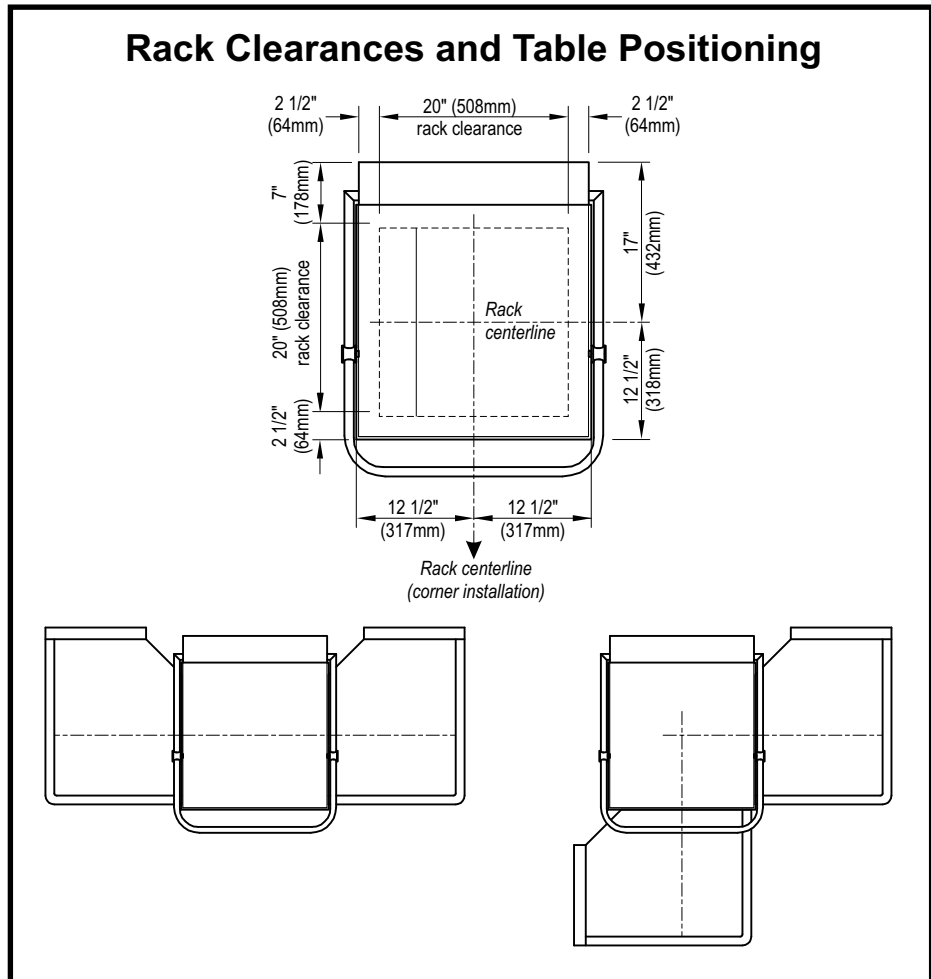 Rack Clearances and Table Positioning
2 1/2"
(64mm)
20" (508mm)
rack clearance
2 1/2"
(64mm)
7"
(178mm)
17"
(432mm)
20" (508mm)
rack clearance
Rack
centerline
12 1/2"
(318mm)
2 1/2"
(64mm)
12 1/2"
(317mm)
12 1/2"
(317mm)
Rack centerline
(corner installation)